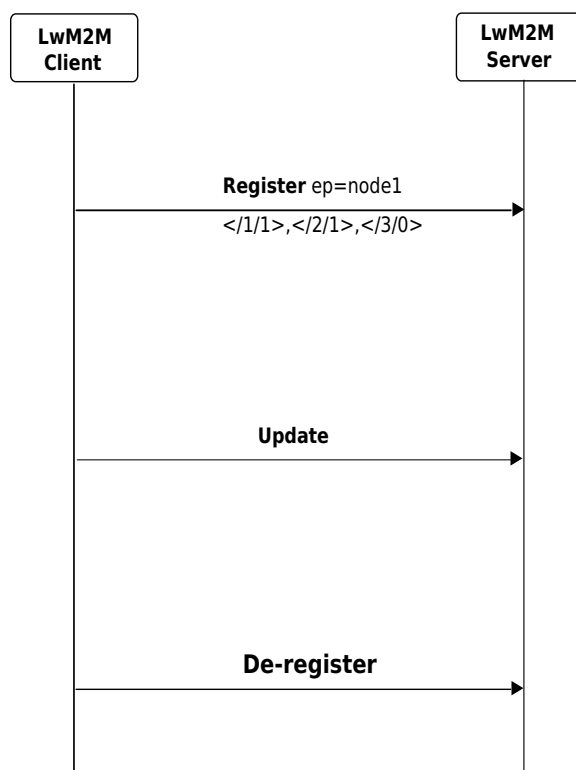 LwM2M
Client
LwM2M
Server
Register ep=node1
</1/1>,</2/1>,</3/0>
Update
De-register